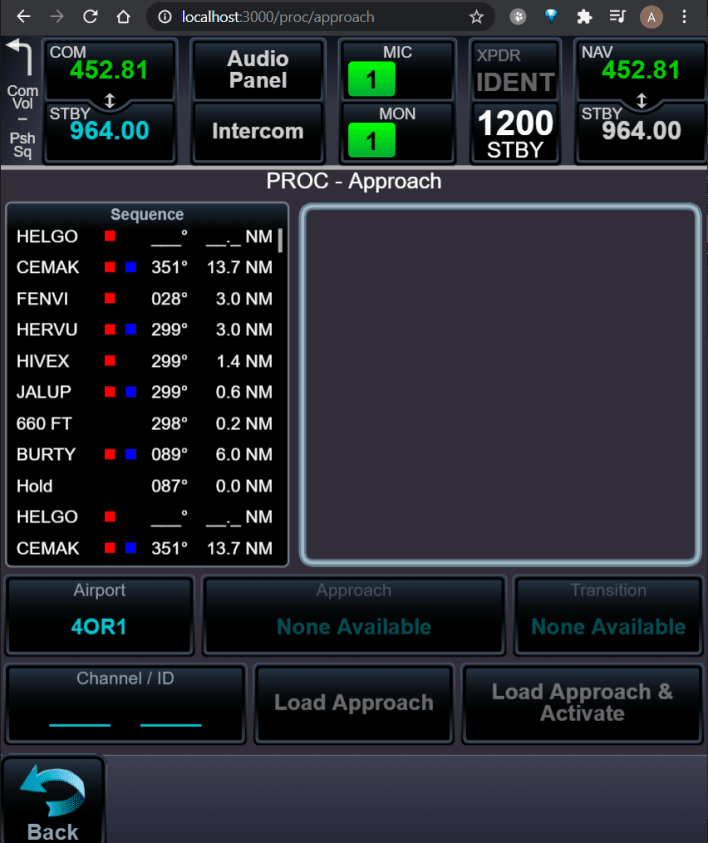 localhost:3000/proc/approach
A
Com
Vol
–
Psh
Sq
COM
452.81
STBY
964.00
Audio
Panel
Intercom
MIC
1
MON
1
XPDR
IDENT
1200
STBY
NAV
452.81
STBY
964.00
PROC - Approach
Sequence
HELGO ___° __._ NM
CEMAK 351° 13.7 NM
FENVI 028° 3.0 NM
HERVU 299° 3.0 NM
HIVEX 299° 1.4 NM
JALUP 299° 0.6 NM
660 FT 298° 0.2 NM
BURTY 089° 6.0 NM
Hold 087° 0.0 NM
HELGO ___° __._ NM
CEMAK 351° 13.7 NM
Airport
4OR1
Approach
None Available
Transition
None Available
Channel / ID
_____ _____
Load Approach
Load Approach &
Activate
Back